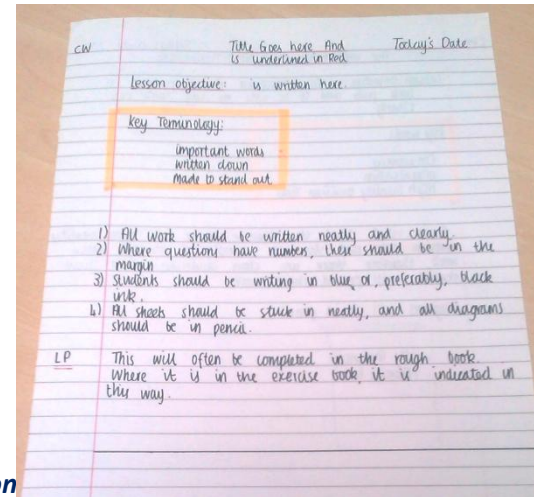 CW Title Goes here And Today's Date
is underlined in Red
Lesson objective: is written here.
Key Terminology:
important words
written down
made to stand out
1) All work should be written neatly and clearly.
2) Where questions have numbers, these should be in the
margin
3) Students should be writing in blue, or, preferably, black
ink.
4) All sheets should be stuck in neatly, and all diagrams
should be in pencil.
LP This will often be completed in the rough book.
Where it is in the exercise book, it is indicated in
this way.
on